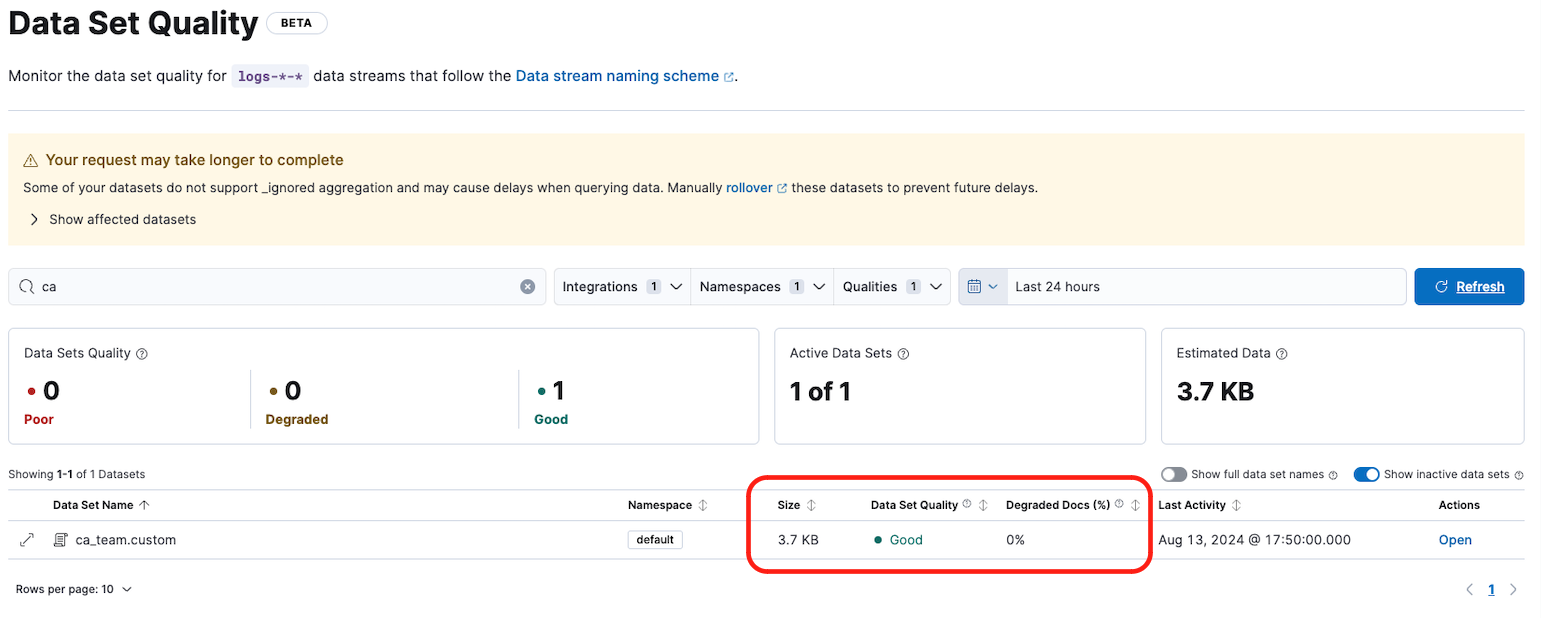 Data Set Quality BETA
Monitor the data set quality for logs-*-* data streams that follow the Data stream naming scheme.
Your request may take longer to complete
Some of your datasets do not support _ignored aggregation and may cause delays when querying data. Manually rollover these datasets to prevent future delays.
Show affected datasets
ca Integrations 1 Namespaces 1 Qualities 1 Last 24 hours Refresh
Data Sets Quality Active Data Sets Estimated Data
0 0 1 1 of 1 3.7 KB
Poor Degraded Good
Showing 1-1 of 1 Datasets Show full data set names Show inactive data sets
Data Set Name Namespace Size Data Set Quality Degraded Docs (%) Last Activity Actions
ca_team.custom default 3.7 KB Good 0% Aug 13, 2024 @ 17:50:00.000 Open
Rows per page: 10 1